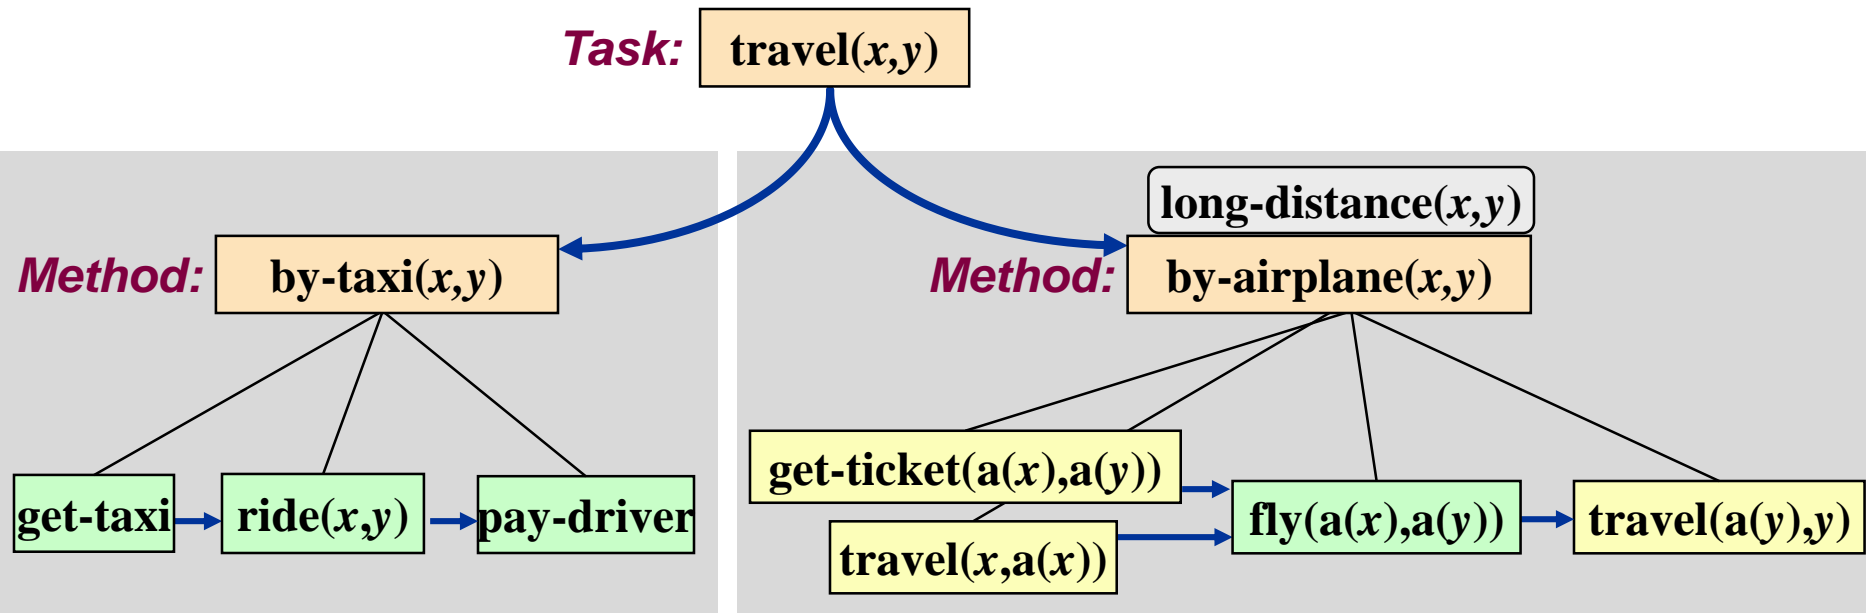 Task: travel(x,y)
long-distance(x,y)
Method: by-taxi(x,y)
Method: by-airplane(x,y)
get-taxi
ride(x,y)
pay-driver
get-ticket(a(x),a(y))
travel(x,a(x))
fly(a(x),a(y))
travel(a(y),y)